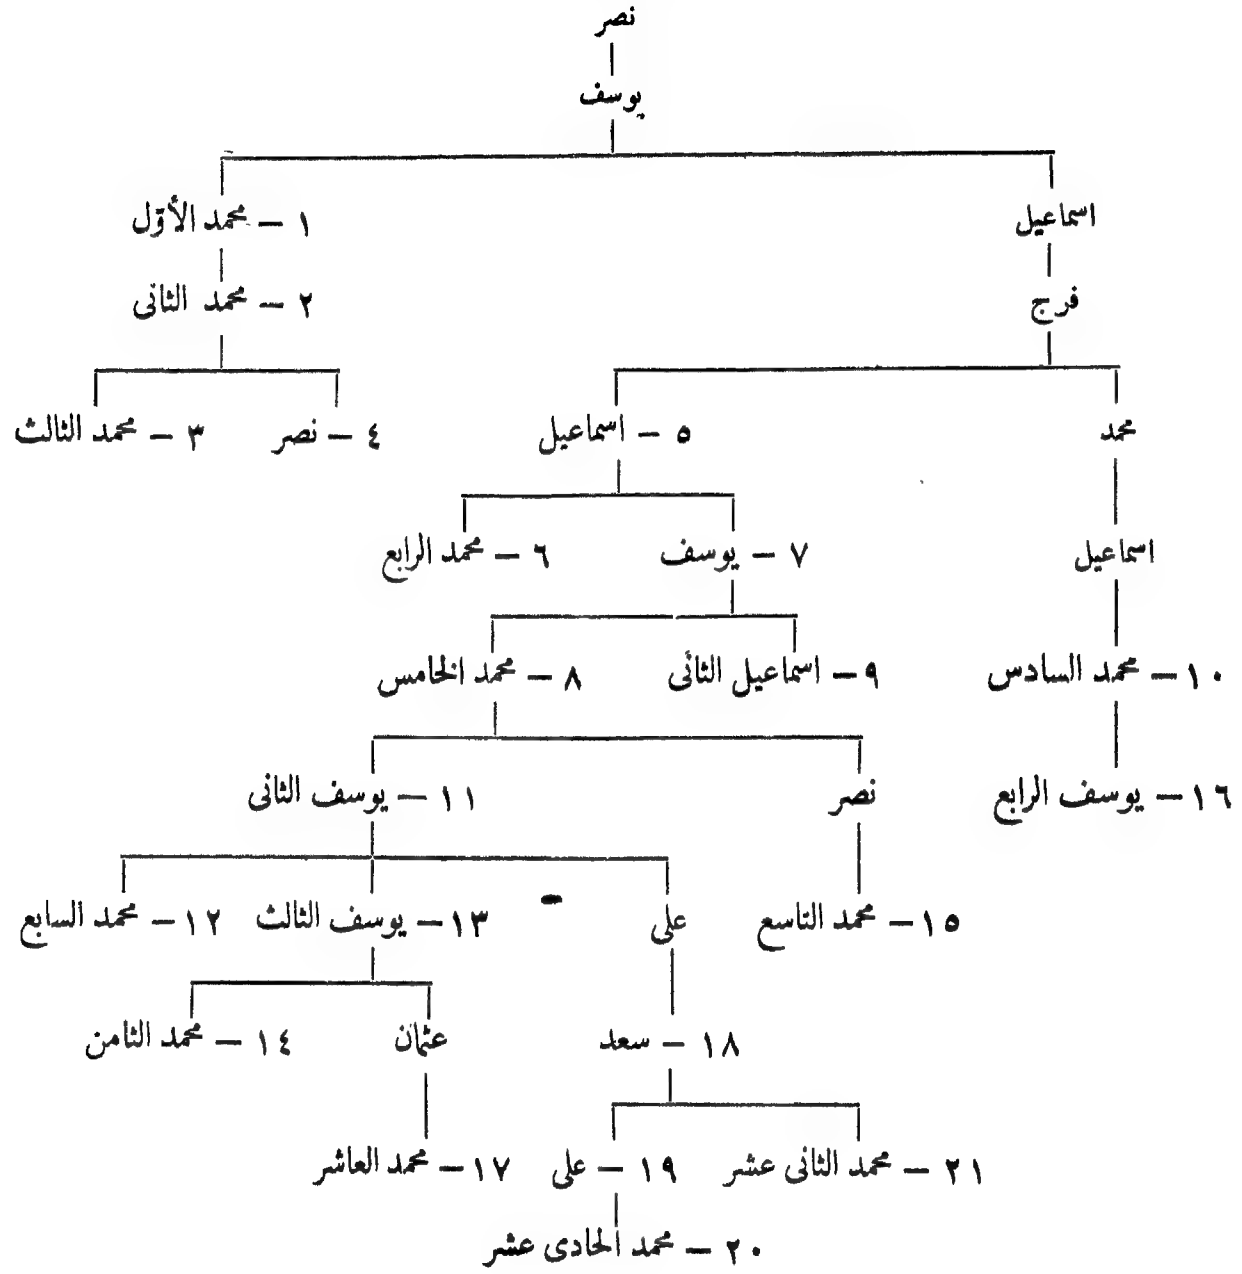 نصر
يوسف
اسماعيل
١ - محمد الأوّل
فرج
٢ - محمد الثانى
محمد
٥ - اسماعيل
٤ - نصر
٣ - محمد الثالث
اسماعيل
٧ - يوسف
٦ - محمد الرابع
١٠ - محمد السادس
٩ - اسماعيل الثانى
٨ - محمد الخامس
١٦ - يوسف الرابع
نصر
١١ - يوسف الثانى
١٥ - محمد التاسع
على
١٣ - يوسف الثالث
١٢ - محمد السابع
١٨ - سعد
عثمان
١٤ - محمد الثامن
٢١ - محمد الثانى عشر
١٩ - على
١٧ - محمد العاشر
٢٠ - محمد الحادى عشر